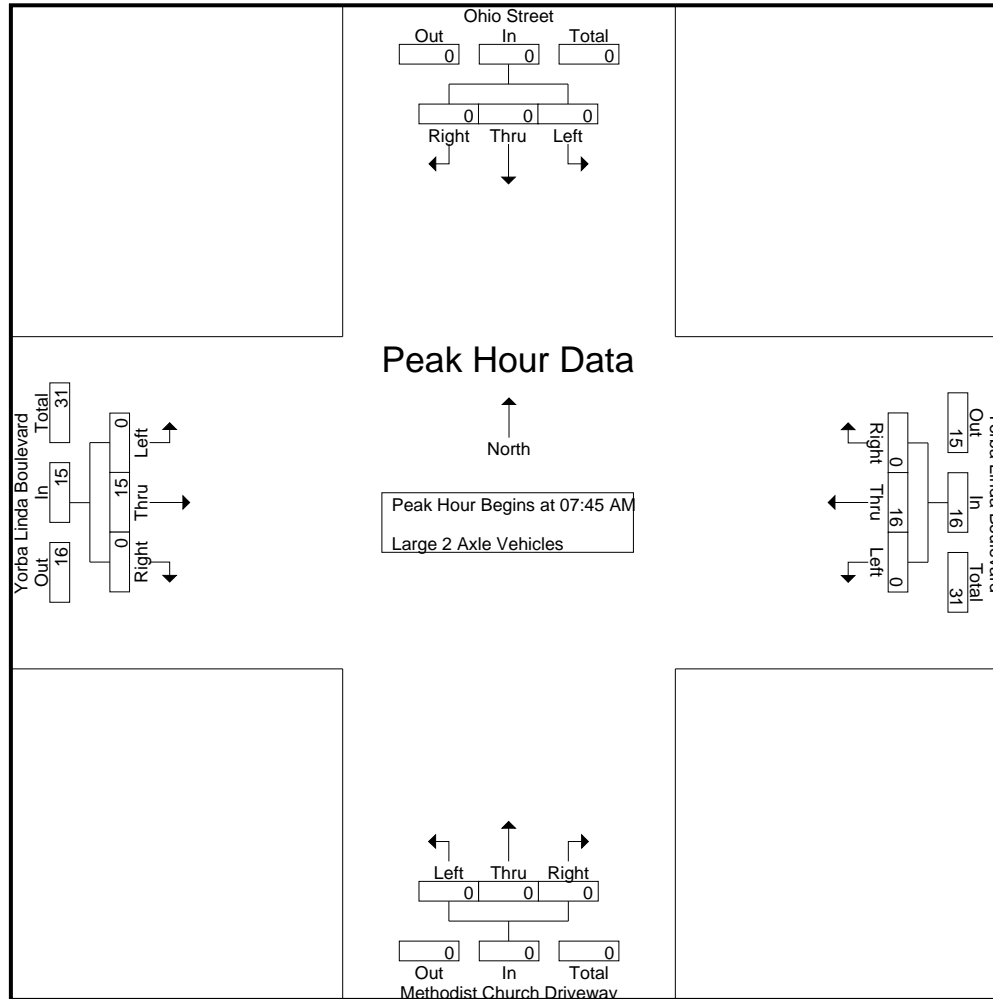 Ohio Street
Out In Total
0 0 0
0 0 0
Right Thru Left
Peak Hour Data
North
Peak Hour Begins at 07:45 AM
Large 2 Axle Vehicles
Yorba Linda Boulevard
Total In Out
31 15 16
0 15 0
Left Thru Right
Right Thru Left
0 16 0
15 16 31
Out In Total
Left Thru Right
0 0 0
0 0 0
Out In Total
Methodist Church Driveway